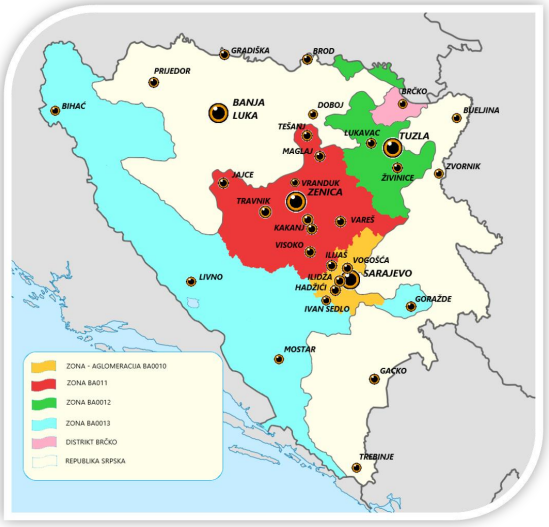 GRADIŠKA
BROD
PRIJEDOR
BRČKO
BIHAĆ
BANJA
LUKA
DOBOJ
BIJELJINA
TEŠANJ
LUKAVAC
TUZLA
MAGLAJ
ZVORNIK
ŽIVINICE
JAJCE
VRANDUK
ZENICA
TRAVNIK
VAREŠ
KAKANJ
VISOKO
ILIJAŠ
VOGOŠĆA
SARAJEVO
ILIDŽA
LIVNO
HADŽIĆI
GORAŽDE
IVAN SEDLO
MOSTAR
GACKO
TREBINJE
ZONA - AGLOMERACIJA BA0010
ZONA BA011
ZONA BA0012
ZONA BA0013
DISTRIKT BRČKO
REPUBLIKA SRPSKA